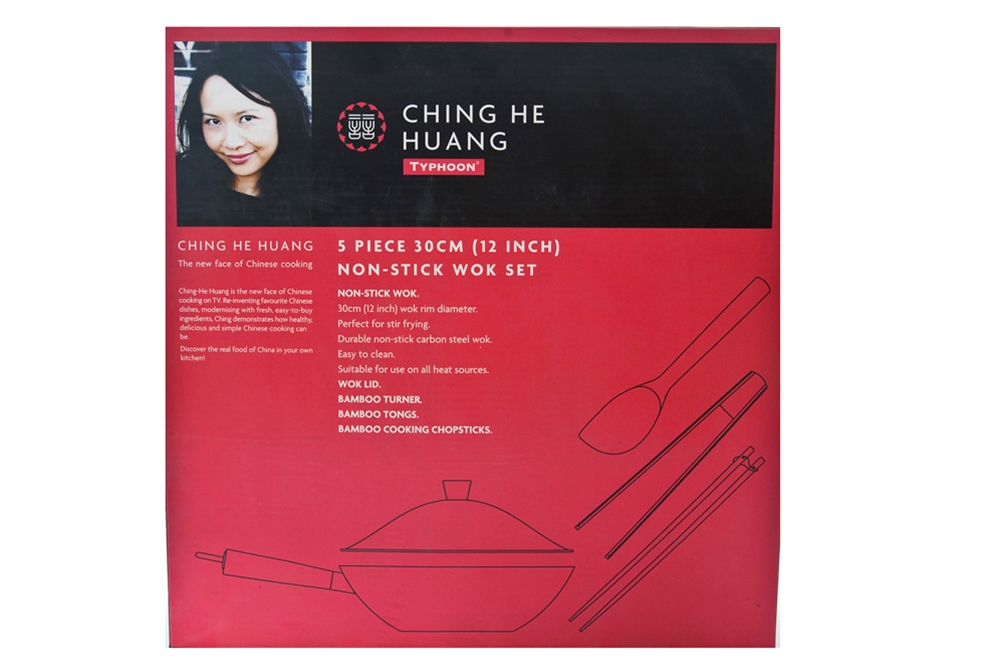 CHING HE
HUANG
TYPHOON®
CHING HE HUANG
The new face of Chinese cooking
Ching-He Huang is the new face of Chinese
cooking on TV. Re-inventing favourite Chinese
dishes, modernising with fresh, easy-to-buy
ingredients, Ching demonstrates how healthy,
delicious and simple Chinese cooking can
be.
Discover the real food of China in your own
kitchen!
5 PIECE 30CM (12 INCH)
NON-STICK WOK SET
NON-STICK WOK.
30cm (12 inch) wok rim diameter.
Perfect for stir frying.
Durable non-stick carbon steel wok.
Easy to clean.
Suitable for use on all heat sources.
WOK LID.
BAMBOO TURNER.
BAMBOO TONGS.
BAMBOO COOKING CHOPSTICKS.